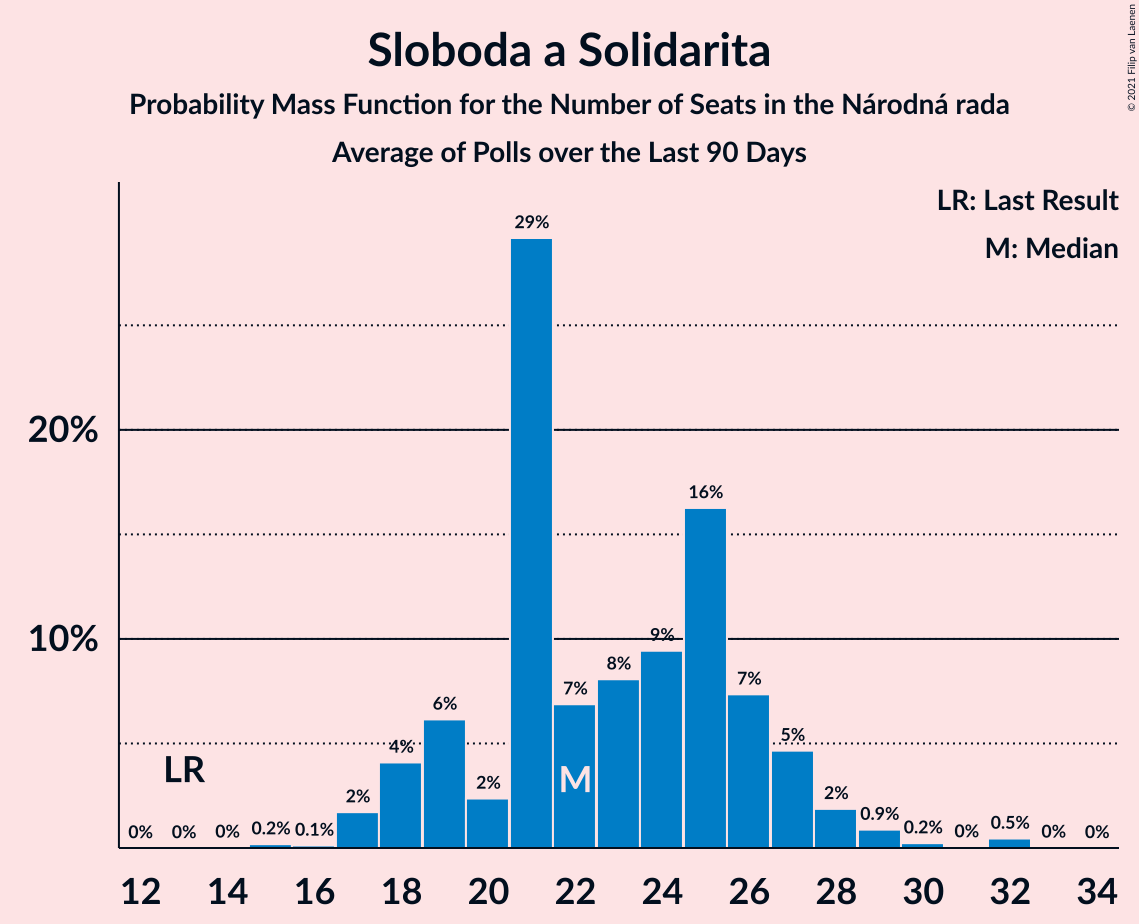 Sloboda a Solidarita
Probability Mass Function for the Number of Seats in the Národná rada
Average of Polls over the Last 90 Days
© 2021 Filip van Laenen
LR: Last Result
M: Median
20%
10%
0%
0%
0%
0.2%
0.1%
2%
4%
6%
2%
29%
7%
8%
9%
16%
7%
5%
2%
0.9%
0.2%
0%
0.5%
0%
0%
LR
M
12 14 16 18 20 22 24 26 28 30 32 34